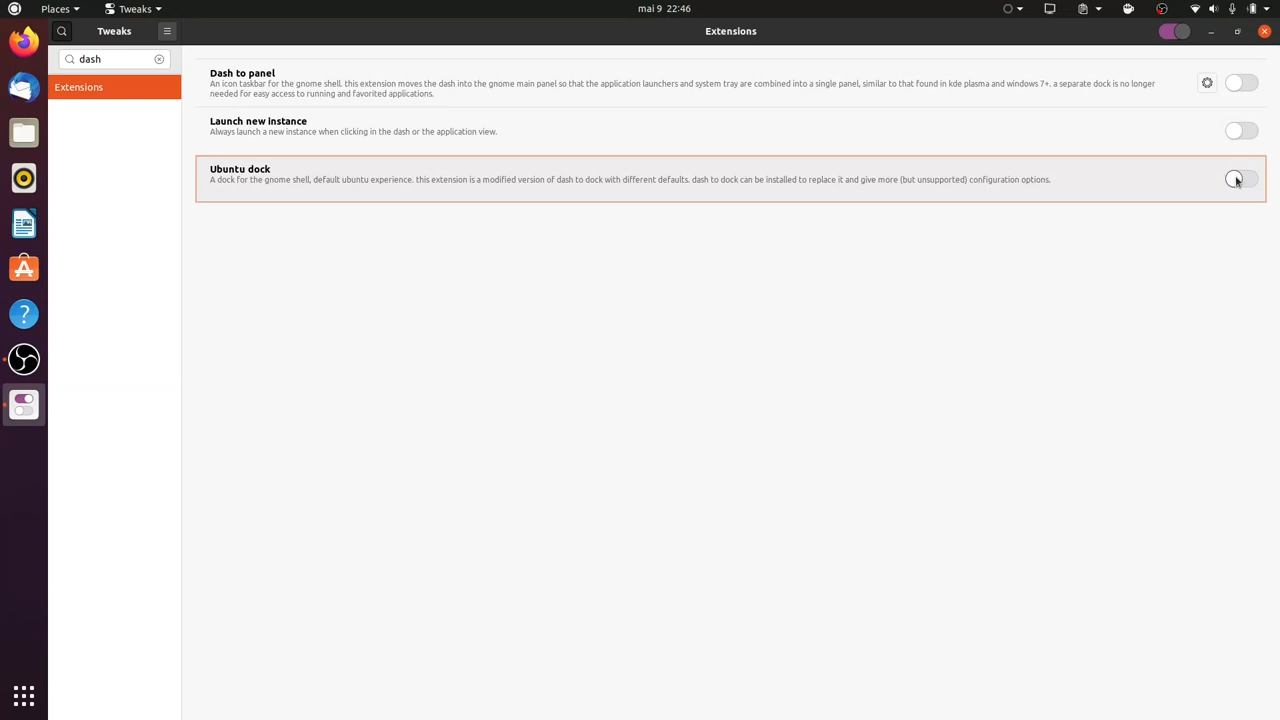 Places
Tweaks
mai 9 22:46
Tweaks
Extensions
dash
Extensions
Dash to panel
An icon taskbar for the gnome shell. this extension moves the dash into the gnome main panel so that the application launchers and system tray are combined into a single panel, similar to that found in kde plasma and windows 7+. a separate dock is no longer
needed for easy access to running and favorited applications.
Launch new instance
Always launch a new instance when clicking in the dash or the application view.
Ubuntu dock
A dock for the gnome shell, default ubuntu experience. this extension is a modified version of dash to dock with different defaults. dash to dock can be installed to replace it and give more (but unsupported) configuration options.